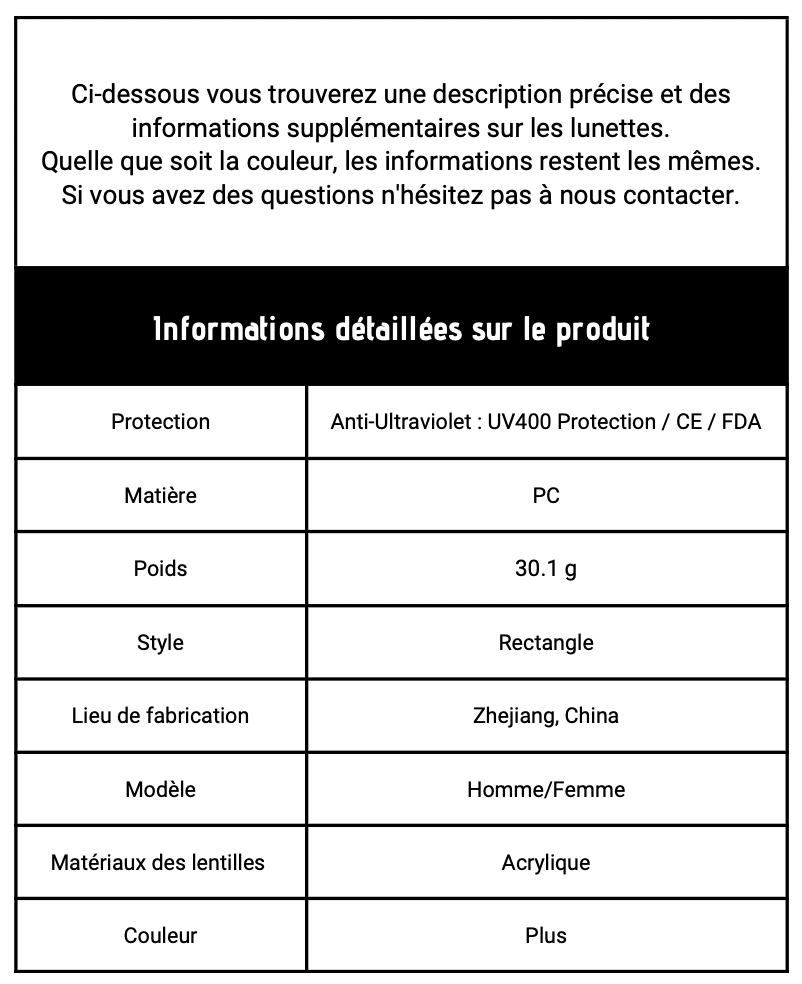 Ci-dessous vous trouverez une description précise et des
informations supplémentaires sur les lunettes.
Quelle que soit la couleur, les informations restent les mêmes.
Si vous avez des questions n'hésitez pas à nous contacter.
Informations détaillées sur le produit
Protection Anti-Ultraviolet : UV400 Protection / CE / FDA
Matière PC
Poids 30.1 g
Style Rectangle
Lieu de fabrication Zhejiang, China
Modèle Homme/Femme
Matériaux des lentilles Acrylique
Couleur Plus